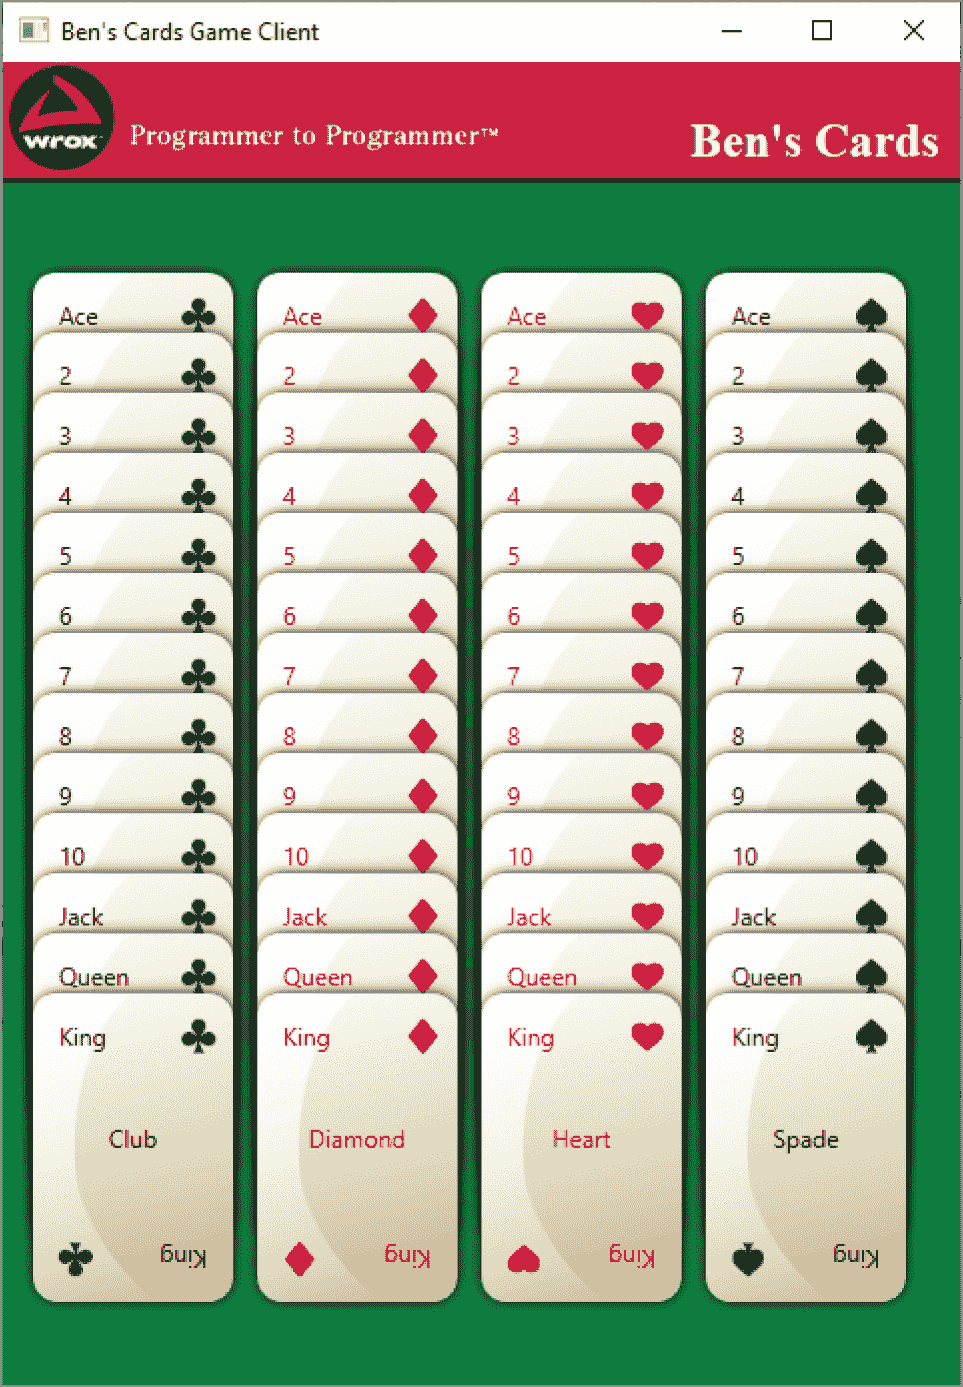 Ben's Cards Game Client
wrox™ Programmer to Programmer™ Ben's Cards
Ace Ace Ace Ace
2 2 2 2
3 3 3 3
4 4 4 4
5 5 5 5
6 6 6 6
7 7 7 7
8 8 8 8
9 9 9 9
10 10 10 10
Jack Jack Jack Jack
Queen Queen Queen Queen
King King King King
Club Diamond Heart Spade
King King King King